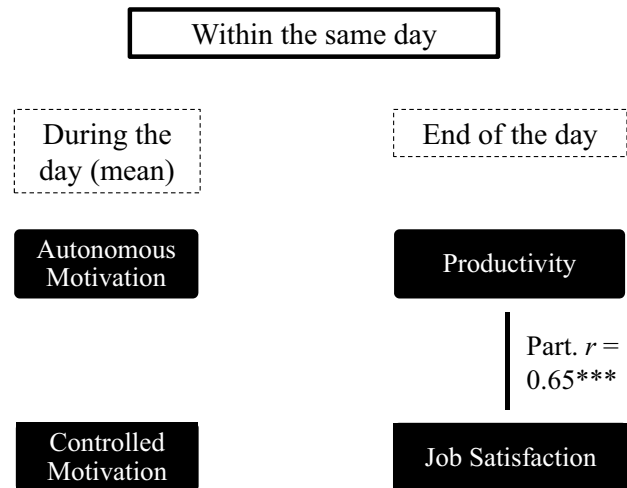 Within the same day
During the
day (mean)
End of the day
Autonomous
Motivation
Productivity
Part. r =
0.65***
Controlled
Motivation
Job Satisfaction